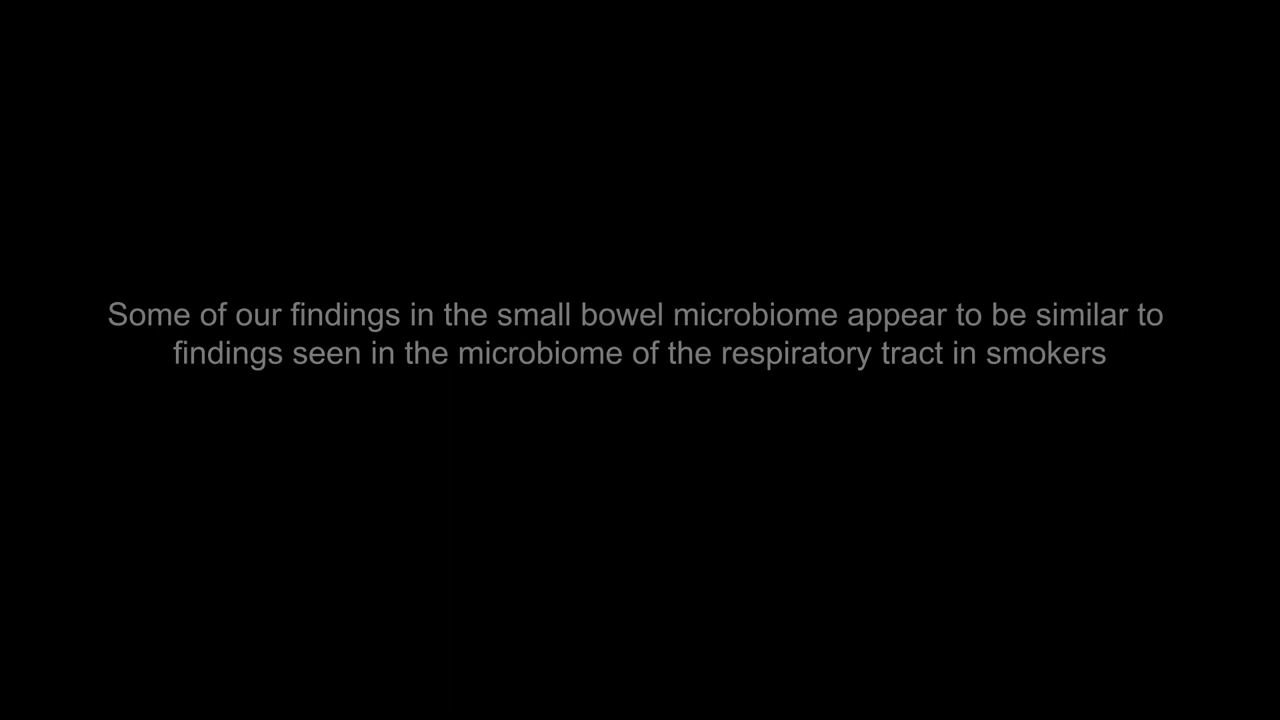 Some of our findings in the small bowel microbiome appear to be similar to
findings seen in the microbiome of the respiratory tract in smokers